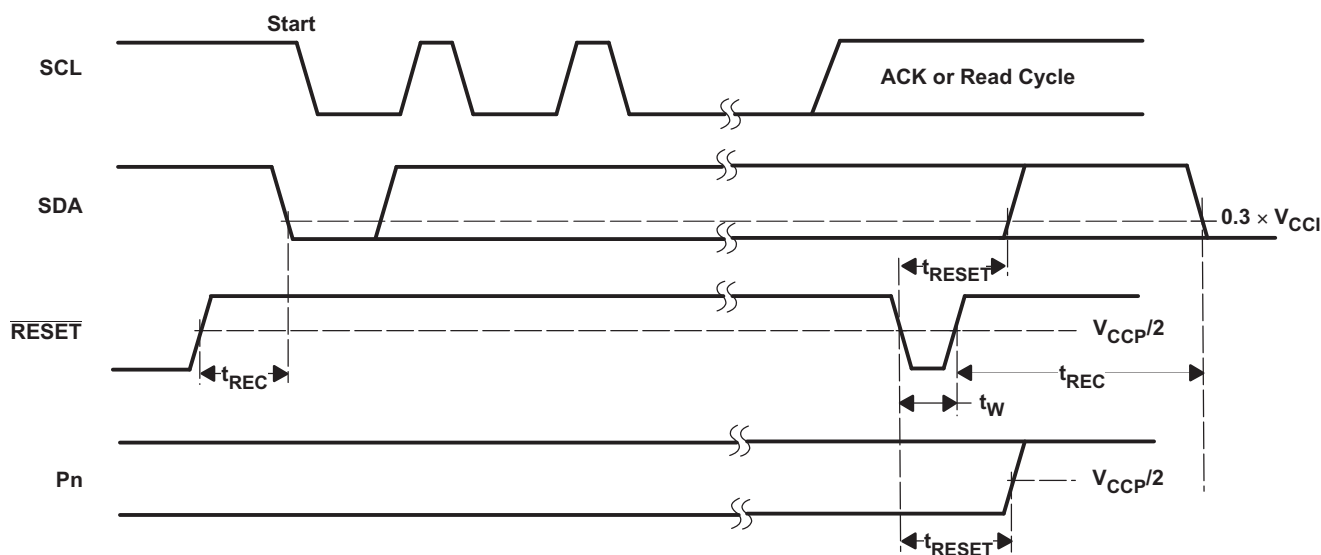 Start
SCL
ACK or Read Cycle
SDA
0.3 × VCCI
tRESET
RESET
VCCP/2
tREC
tREC
tW
Pn
VCCP/2
tRESET